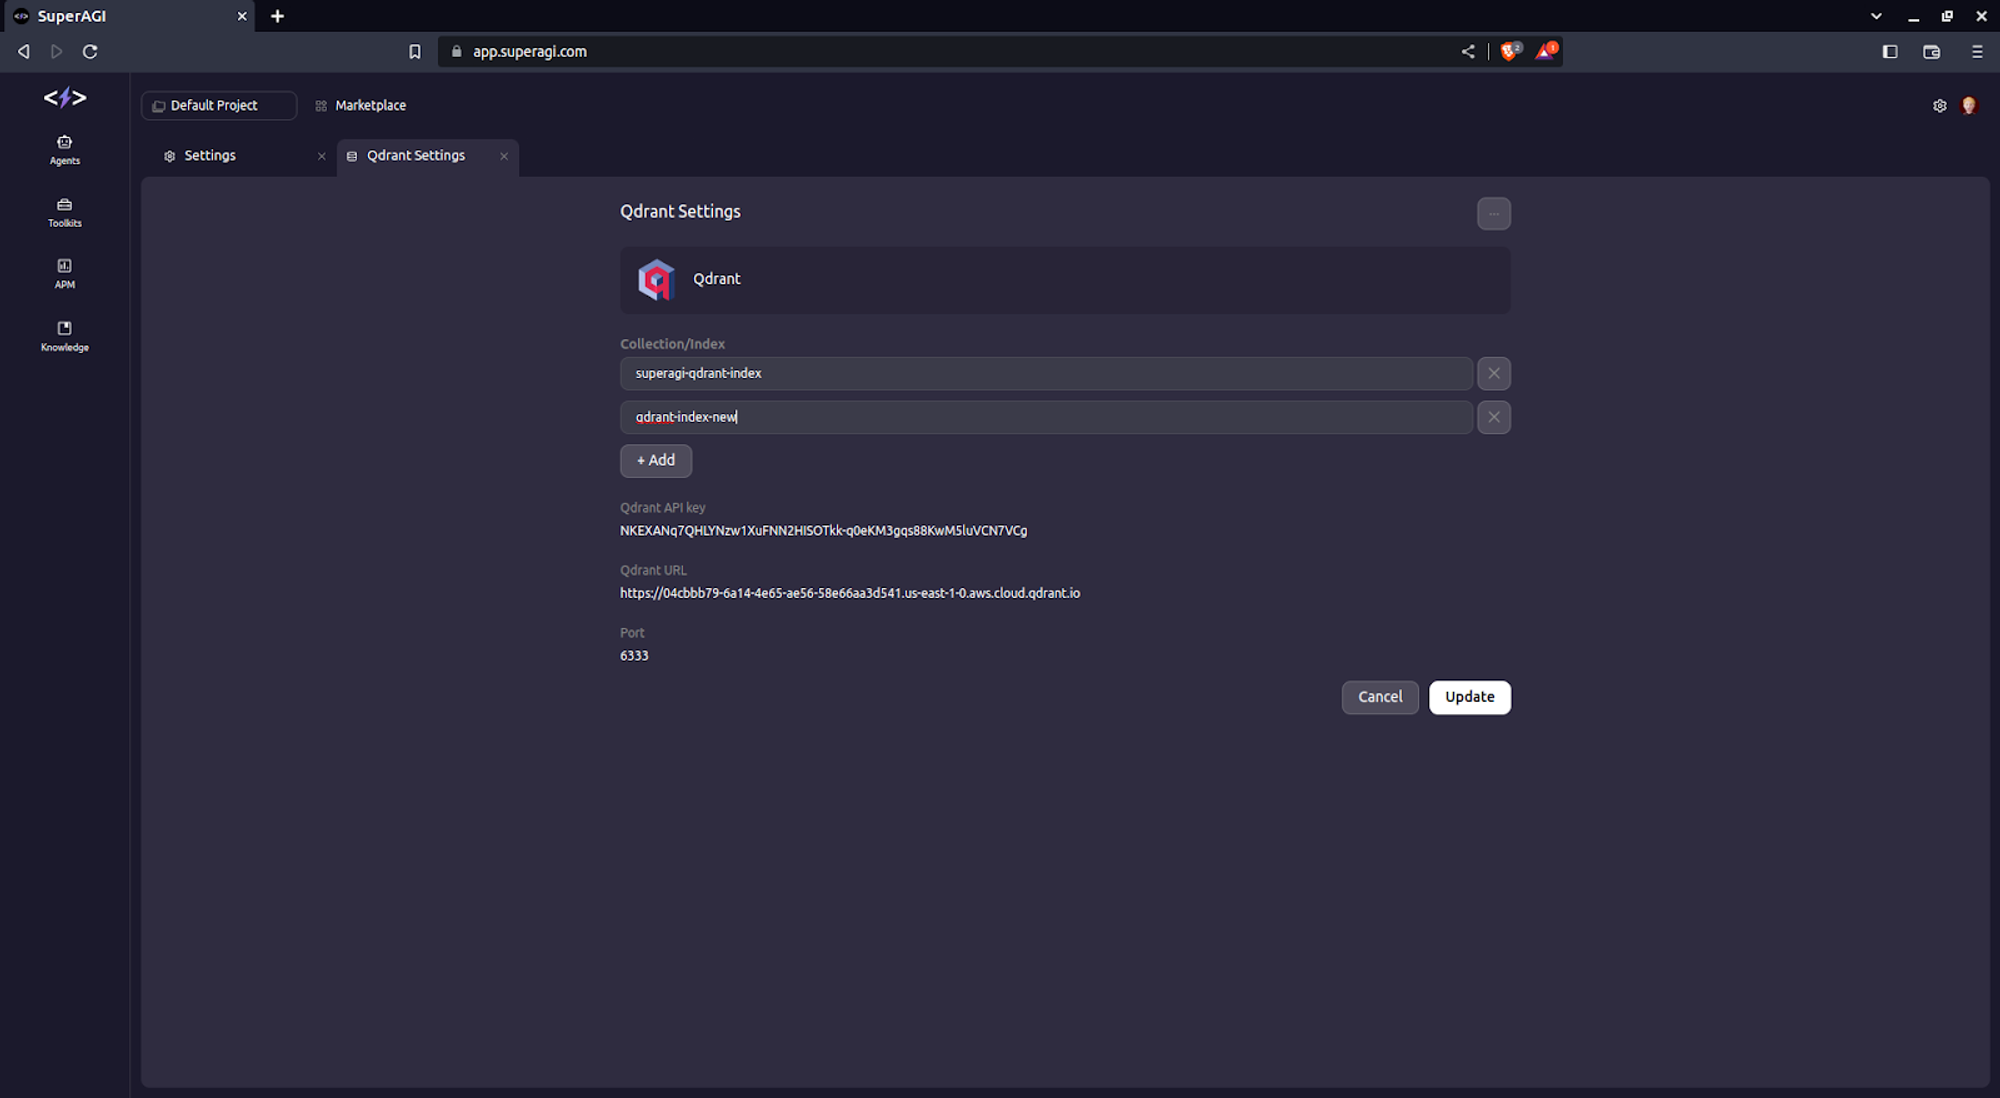 SuperAGI
app.superagi.com
2
1
Default Project
Marketplace
Agents
Toolkits
APM
Knowledge
Settings
Qdrant Settings
Qdrant Settings
...
Qdrant
Collection/Index
superagi-qdrant-index
qdrant-index-new
+ Add
Qdrant API key
NKEXANq7QHLYNzw1XuFNN2HISOTkk-q0eKM3gqs88KwM5luVCN7VCg
Qdrant URL
https://04cbbb79-6a14-4e65-ae56-58e66aa3d541.us-east-1-0.aws.cloud.qdrant.io
Port
6333
Cancel
Update